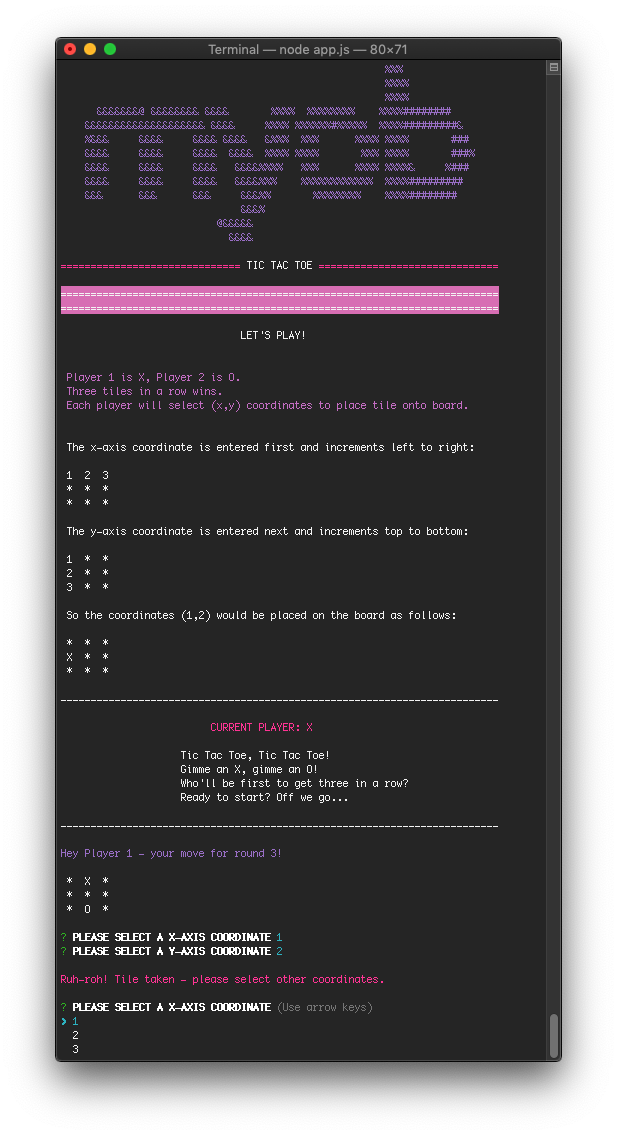 Terminal — node app.js — 80×71
============================== TIC TAC TOE ==============================
=========================================================================
=========================================================================
LET'S PLAY!
Player 1 is X, Player 2 is O.
Three tiles in a row wins.
Each player will select (x,y) coordinates to place tile onto board.
The x-axis coordinate is entered first and increments left to right:
1 2 3
* * *
* * *
The y-axis coordinate is entered next and increments top to bottom:
1 * *
2 * *
3 * *
So the coordinates (1,2) would be placed on the board as follows:
* * *
X * *
* * *
-------------------------------------------------------------------------
CURRENT PLAYER: X
Tic Tac Toe, Tic Tac Toe!
Gimme an X, gimme an O!
Who'll be first to get three in a row?
Ready to start? Off we go...
-------------------------------------------------------------------------
Hey Player 1 - your move for round 3!
* X *
* * *
* O *
? PLEASE SELECT A X-AXIS COORDINATE 1
? PLEASE SELECT A Y-AXIS COORDINATE 2
Ruh-roh! Tile taken - please select other coordinates.
? PLEASE SELECT A X-AXIS COORDINATE (Use arrow keys)
❯ 1
2
3